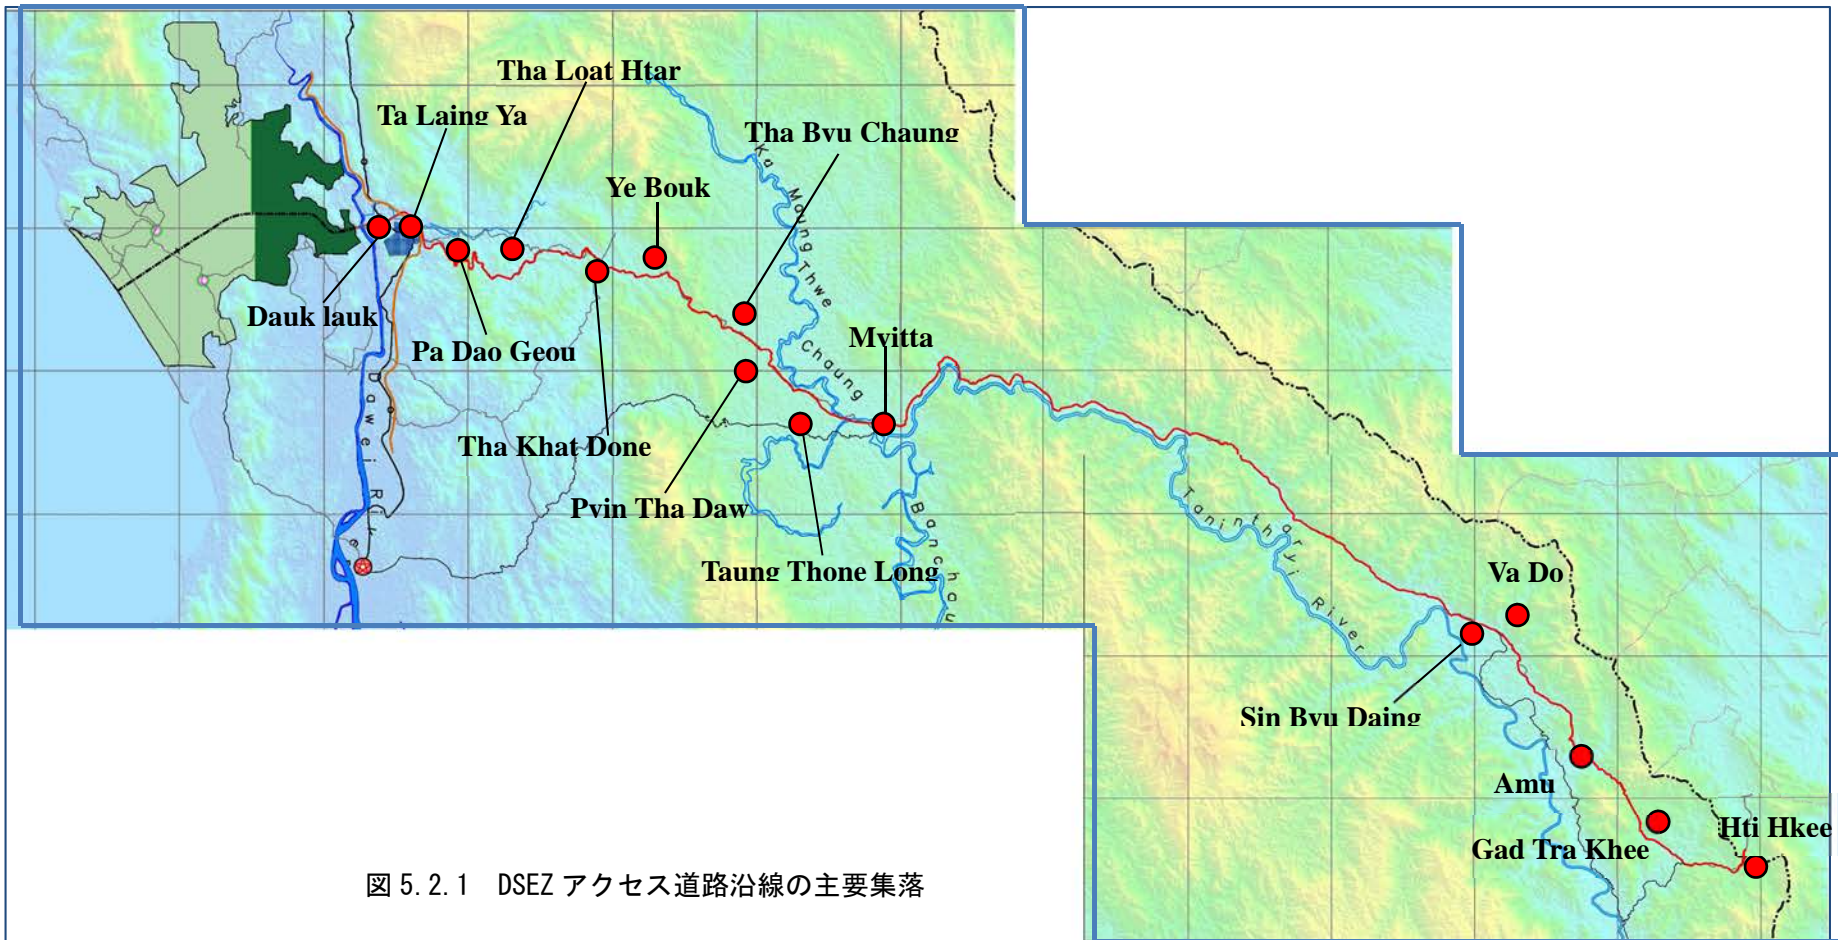 Tha Loat Htar
Ta Laing Ya
Tha Byu Chaung
Ye Bouk
Ka Maung Thwe Chaung
Dauk lauk
Pa Dao Geou
Myitta
Dawei River
Tha Khat Done
Pyin Tha Daw
Taung Thone Long
Banchau
Tanintharyi River
Va Do
Sin Byu Daing
Amu
Gad Tra Khee
Hti Hkee
図 5.2.1 DSEZ アクセス道路沿線の主要集落